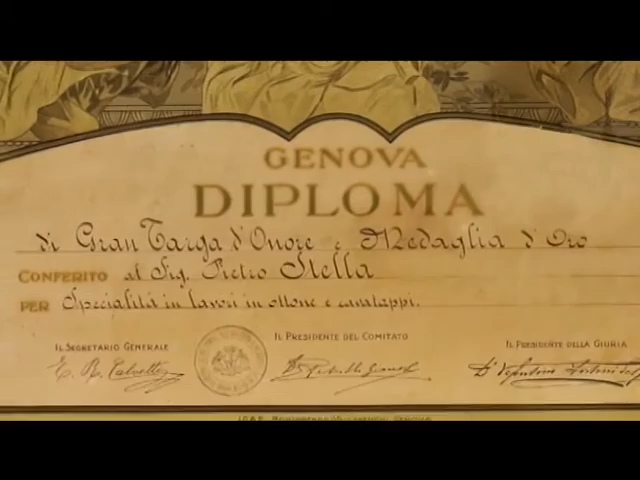 GENOVA
DIPLOMA
di Gran Targa d'Onore e Medaglia d'Oro
CONFERITO al Sig. Pietro Stella
PER Specialità in lavori in ottone e cavatappi.
IL SEGRETARIO GENERALE
IL PRESIDENTE DEL COMITATO
IL PRESIDENTE DELLA GIURIA